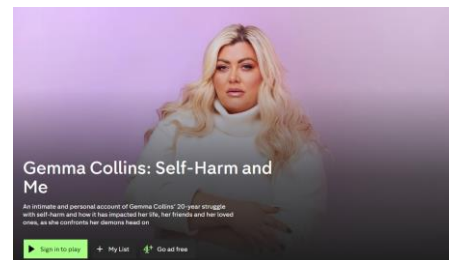 Gemma Collins: Self-Harm and
Me
An intimate and personal account of Gemma Collins' 20-year struggle
with self-harm and how it has impacted her life, her friends and her loved
ones, as she confronts her demons head on
Sign in to play + My List 4+ Go ad free